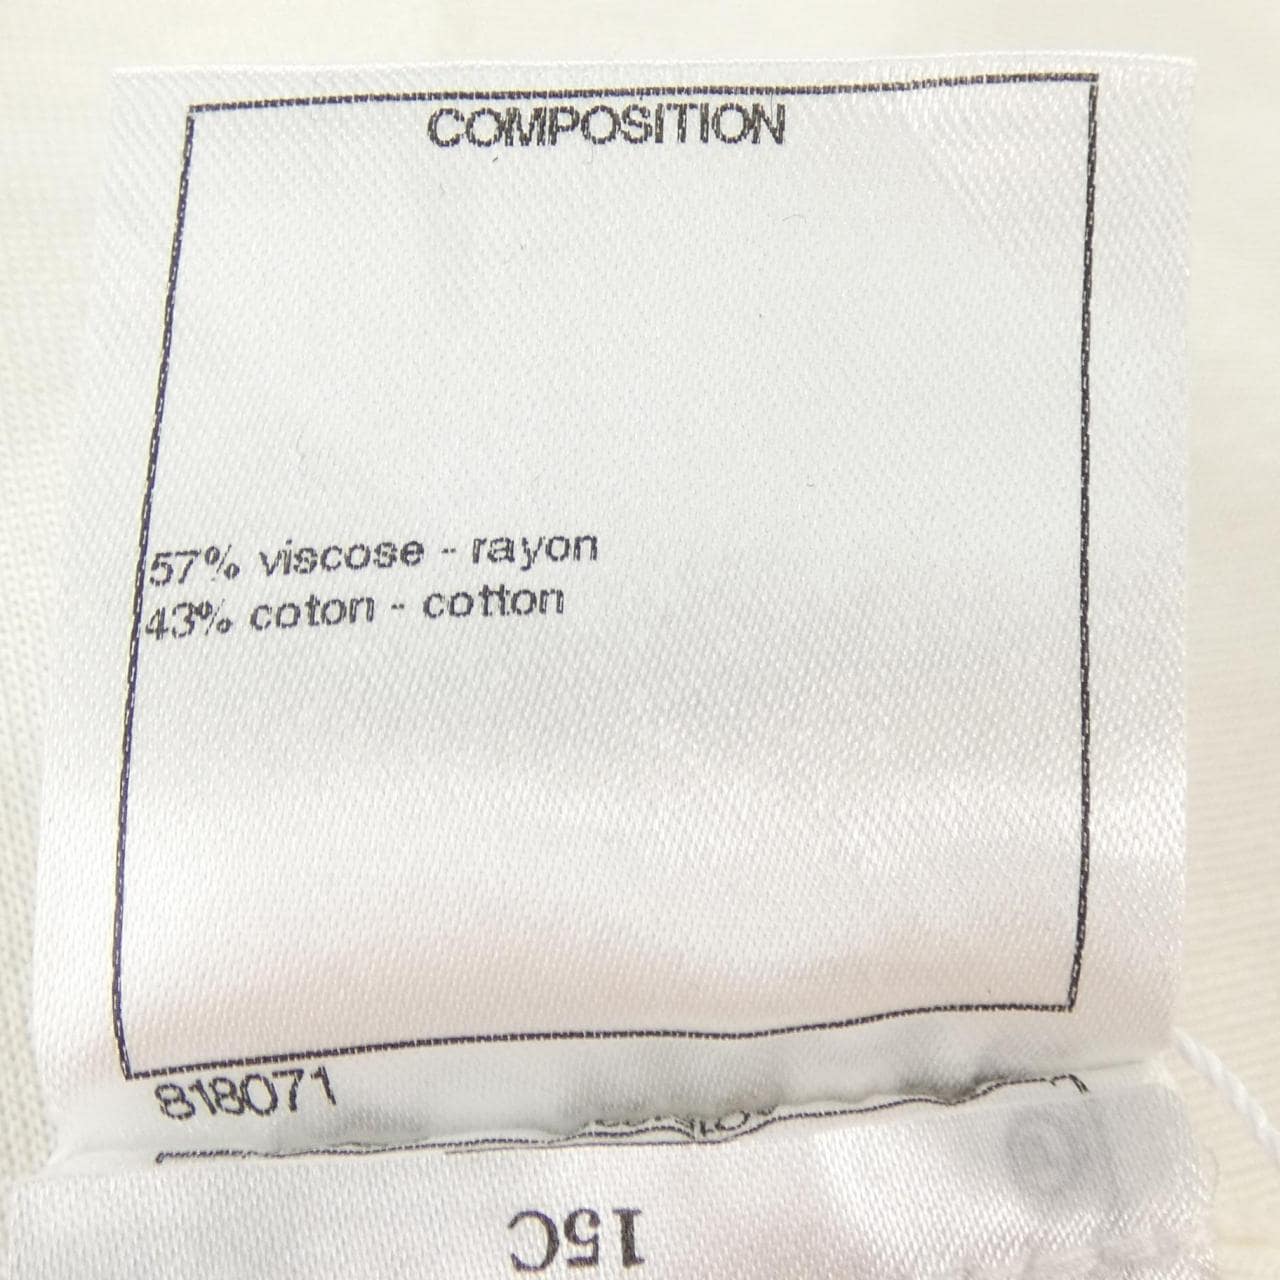 COMPOSITION
57% viscose - rayon
43% coton - cotton
818071
15C